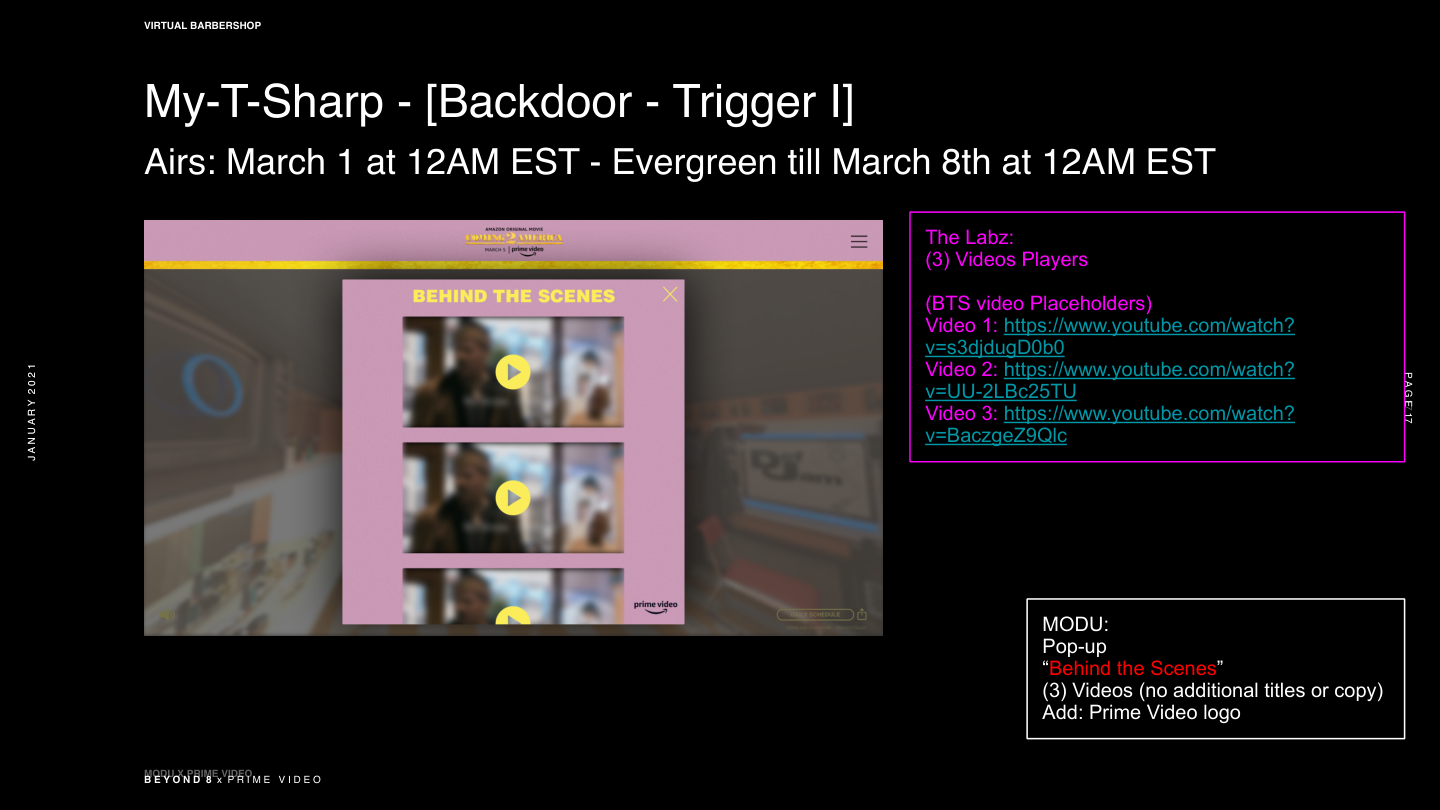 VIRTUAL BARBERSHOP
My-T-Sharp - [Backdoor - Trigger I]
Airs: March 1 at 12AM EST - Evergreen till March 8th at 12AM EST
AMAZON ORIGINAL MOVIE
COMING 2 AMERICA
MARCH 5 | prime video
BEHIND THE SCENES
Def Jam
prime video
SCHEDULE
The Labz:
(3) Videos Players
(BTS video Placeholders)
Video 1: https://www.youtube.com/watch?
v=s3djdugD0b0
Video 2: https://www.youtube.com/watch?
v=UU-2LBc25TU
Video 3: https://www.youtube.com/watch?
v=BaczgeZ9Qlc
MODU:
Pop-up
“Behind the Scenes”
(3) Videos (no additional titles or copy)
Add: Prime Video logo
JANUARY 2021
PAGE 17
MODU X PRIME VIDEO
BEYOND 8 x PRIME VIDEO